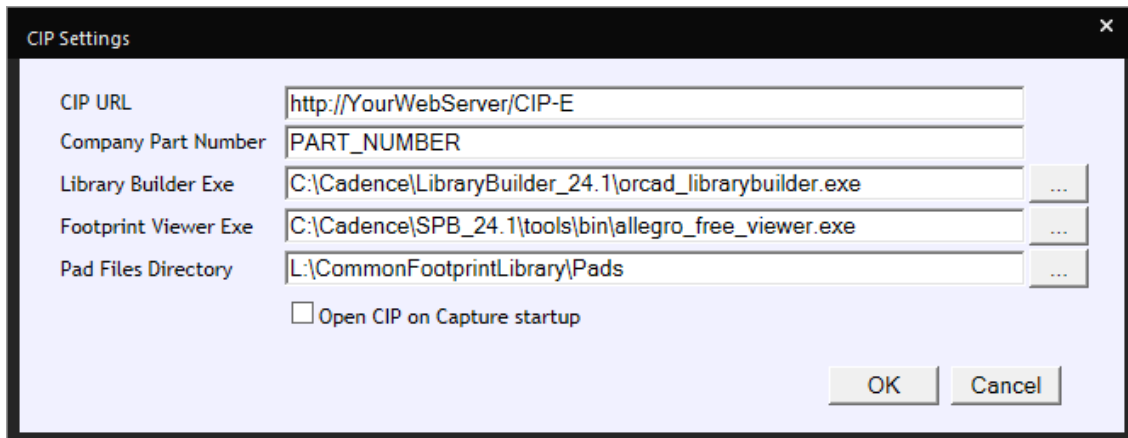 CIP Settings
CIP URL http://YourWebServer/CIP-E
Company Part Number PART_NUMBER
Library Builder Exe C:\Cadence\LibraryBuilder_24.1\orcad_librarybuilder.exe ...
Footprint Viewer Exe C:\Cadence\SPB_24.1\tools\bin\allegro_free_viewer.exe ...
Pad Files Directory L:\CommonFootprintLibrary\Pads ...
Open CIP on Capture startup
OK Cancel